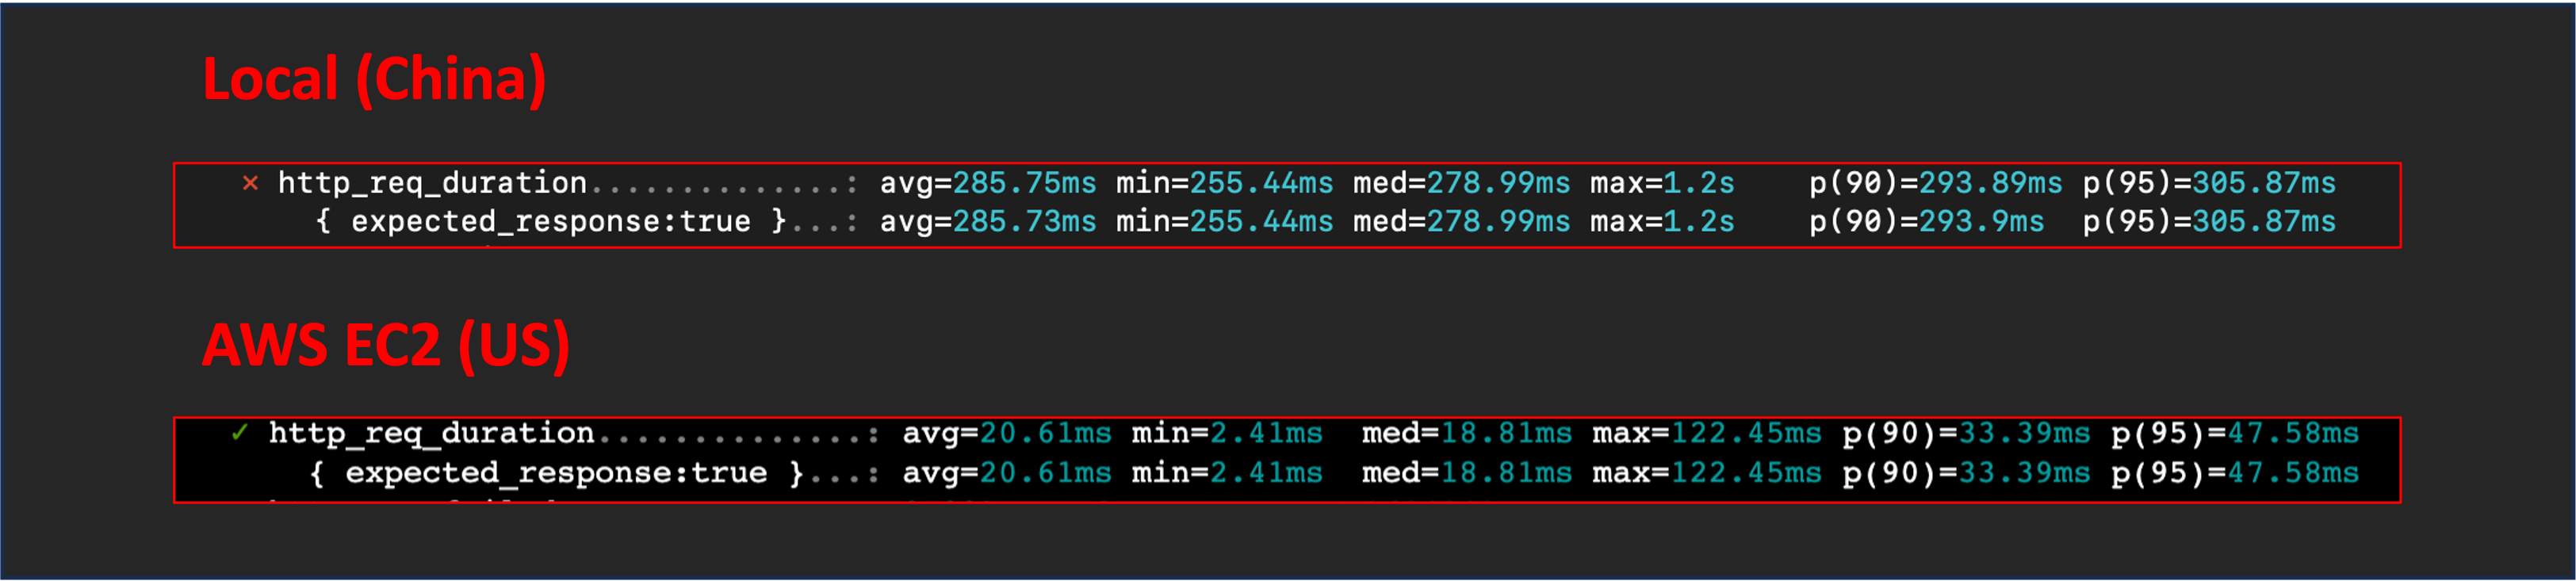 Local (China)
× http_req_duration..............: avg=285.75ms min=255.44ms med=278.99ms max=1.2s p(90)=293.89ms p(95)=305.87ms
{ expected_response:true }...: avg=285.73ms min=255.44ms med=278.99ms max=1.2s p(90)=293.9ms p(95)=305.87ms
AWS EC2 (US)
✓ http_req_duration..............: avg=20.61ms min=2.41ms med=18.81ms max=122.45ms p(90)=33.39ms p(95)=47.58ms
{ expected_response:true }...: avg=20.61ms min=2.41ms med=18.81ms max=122.45ms p(90)=33.39ms p(95)=47.58ms